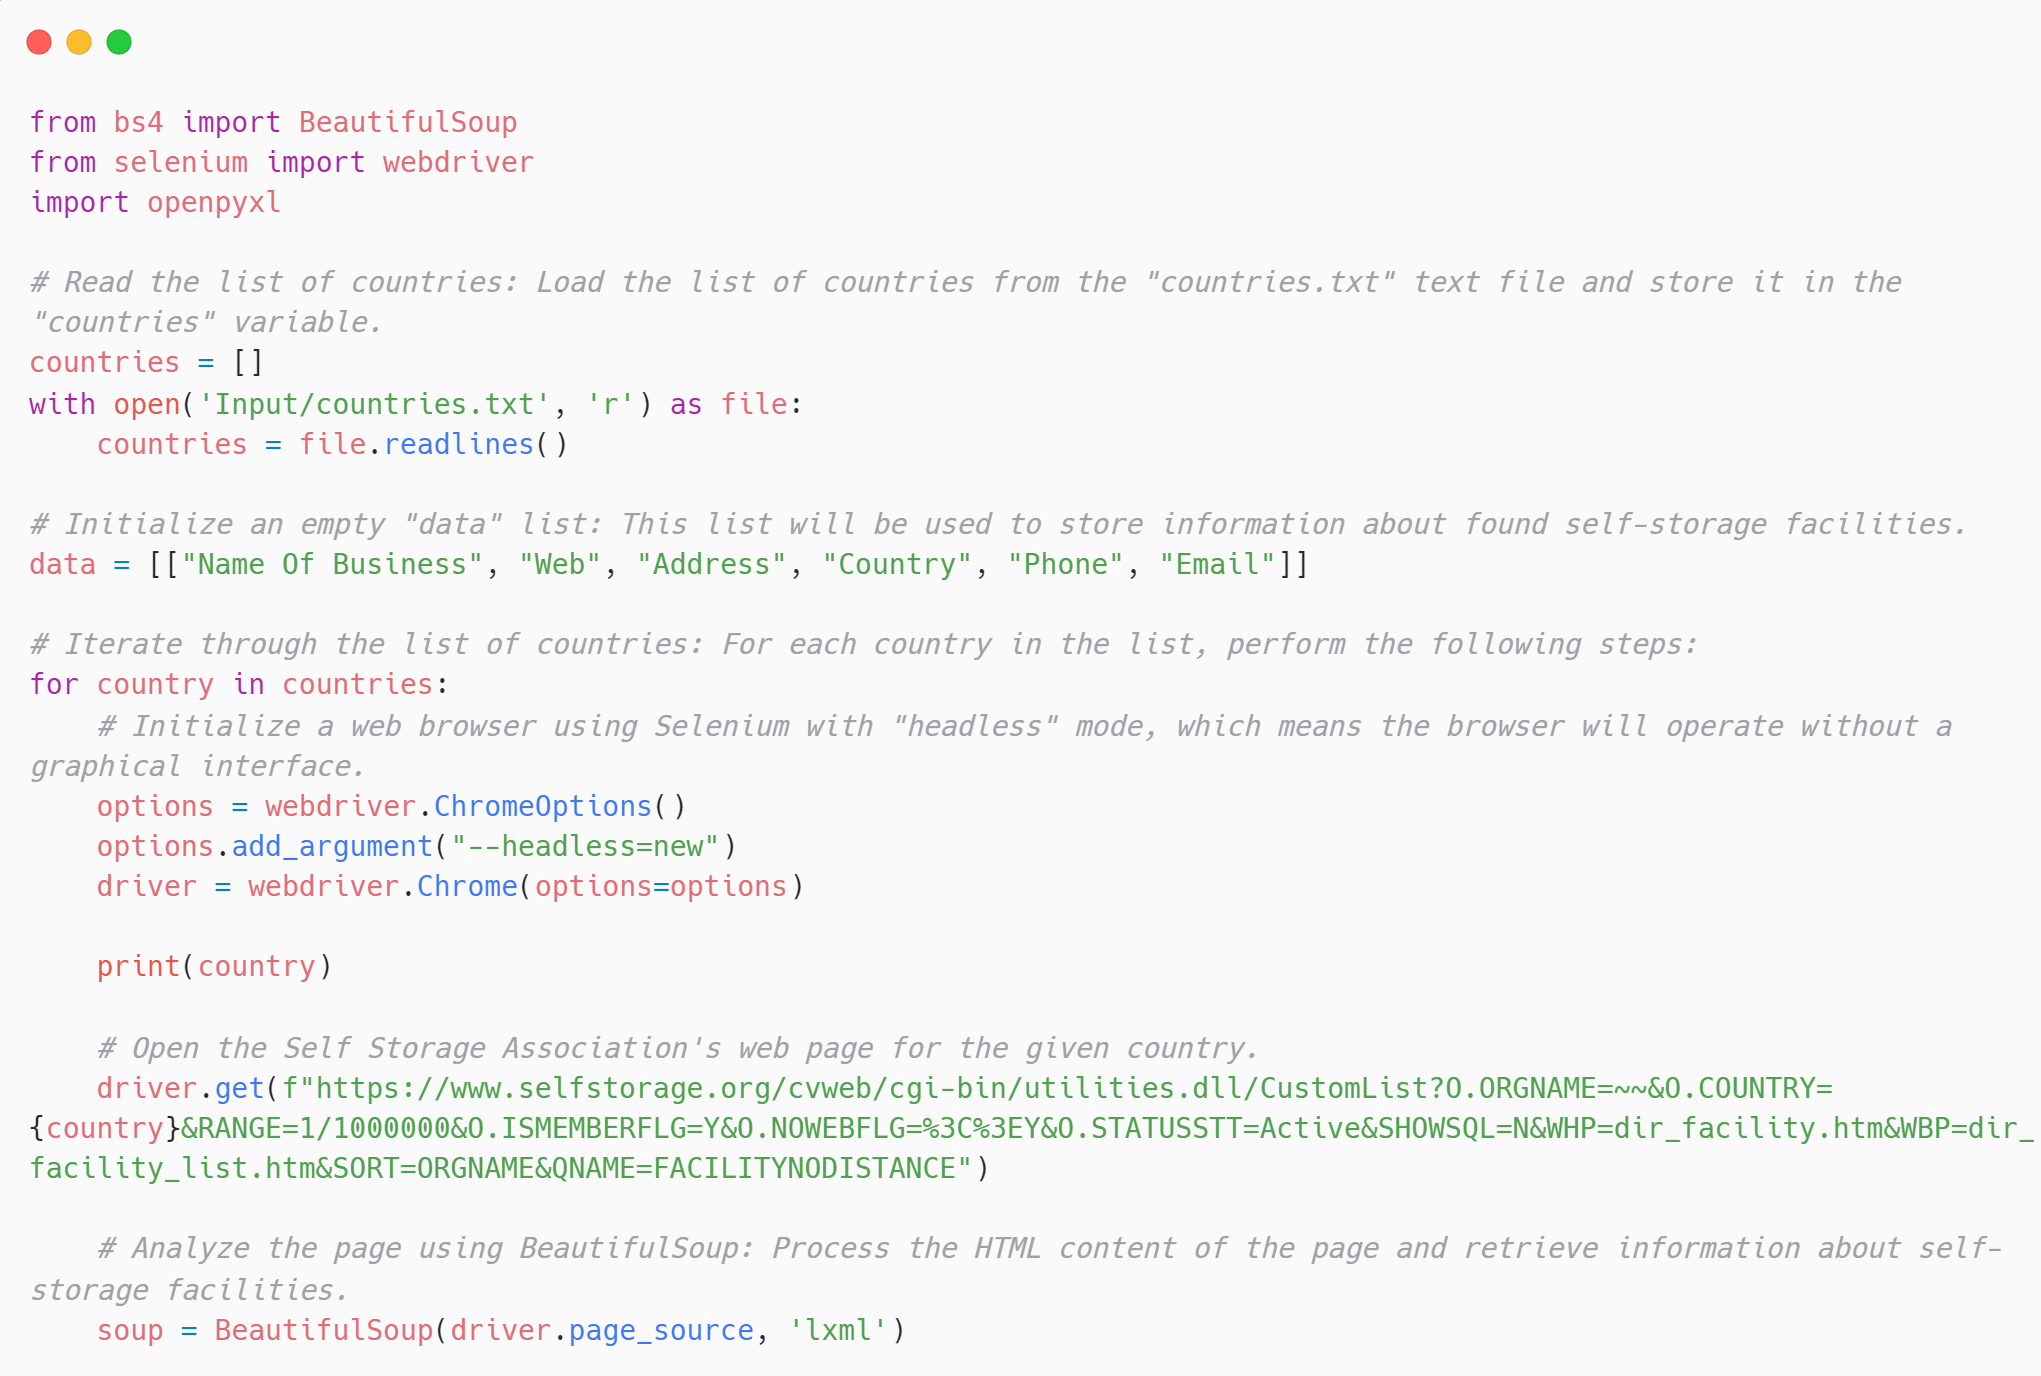 from bs4 import BeautifulSoup
from selenium import webdriver
import openpyxl

# Read the list of countries: Load the list of countries from the "countries.txt" text file and store it in the
"countries" variable.
countries = []
with open('Input/countries.txt', 'r') as file:
    countries = file.readlines()

# Initialize an empty "data" list: This list will be used to store information about found self-storage facilities.
data = [["Name Of Business", "Web", "Address", "Country", "Phone", "Email"]]

# Iterate through the list of countries: For each country in the list, perform the following steps:
for country in countries:
    # Initialize a web browser using Selenium with "headless" mode, which means the browser will operate without a
graphical interface.
    options = webdriver.ChromeOptions()
    options.add_argument("--headless=new")
    driver = webdriver.Chrome(options=options)

    print(country)

    # Open the Self Storage Association's web page for the given country.
    driver.get(f"https://www.selfstorage.org/cvweb/cgi-bin/utilities.dll/CustomList?O.ORGNAME=~~&O.COUNTRY=
{country}&RANGE=1/1000000&O.ISMEMBERFLG=Y&O.NOWEBFLG=%3C%3EY&O.STATUSSTT=Active&SHOWSQL=N&WHP=dir_facility.htm&WBP=dir_
facility_list.htm&SORT=ORGNAME&QNAME=FACILITYNODISTANCE")

    # Analyze the page using BeautifulSoup: Process the HTML content of the page and retrieve information about self-
storage facilities.
    soup = BeautifulSoup(driver.page_source, 'lxml')